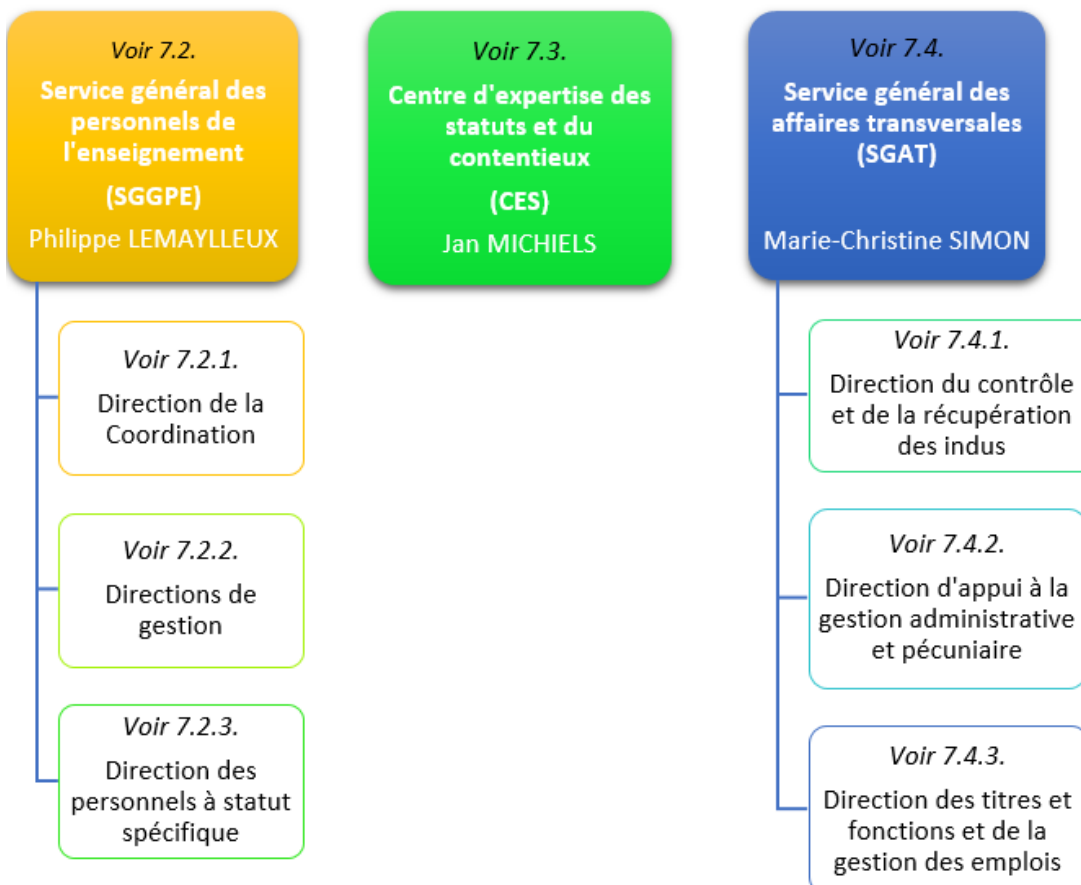 Voir 7.2.
Service général des
personnels de
l'enseignement
(SGGPE)
Philippe LEMAYLLEUX
Voir 7.2.1.
Direction de la
Coordination
Voir 7.2.2.
Directions de
gestion
Voir 7.2.3.
Direction des
personnels à statut
spécifique
Voir 7.3.
Centre d'expertise des
statuts et du
contentieux
(CES)
Jan MICHIELS
Voir 7.4.
Service général des
affaires transversales
(SGAT)
Marie-Christine SIMON
Voir 7.4.1.
Direction du contrôle
et de la récupération
des indus
Voir 7.4.2.
Direction d'appui à la
gestion administrative
et pécuniaire
Voir 7.4.3.
Direction des titres et
fonctions et de la
gestion des emplois